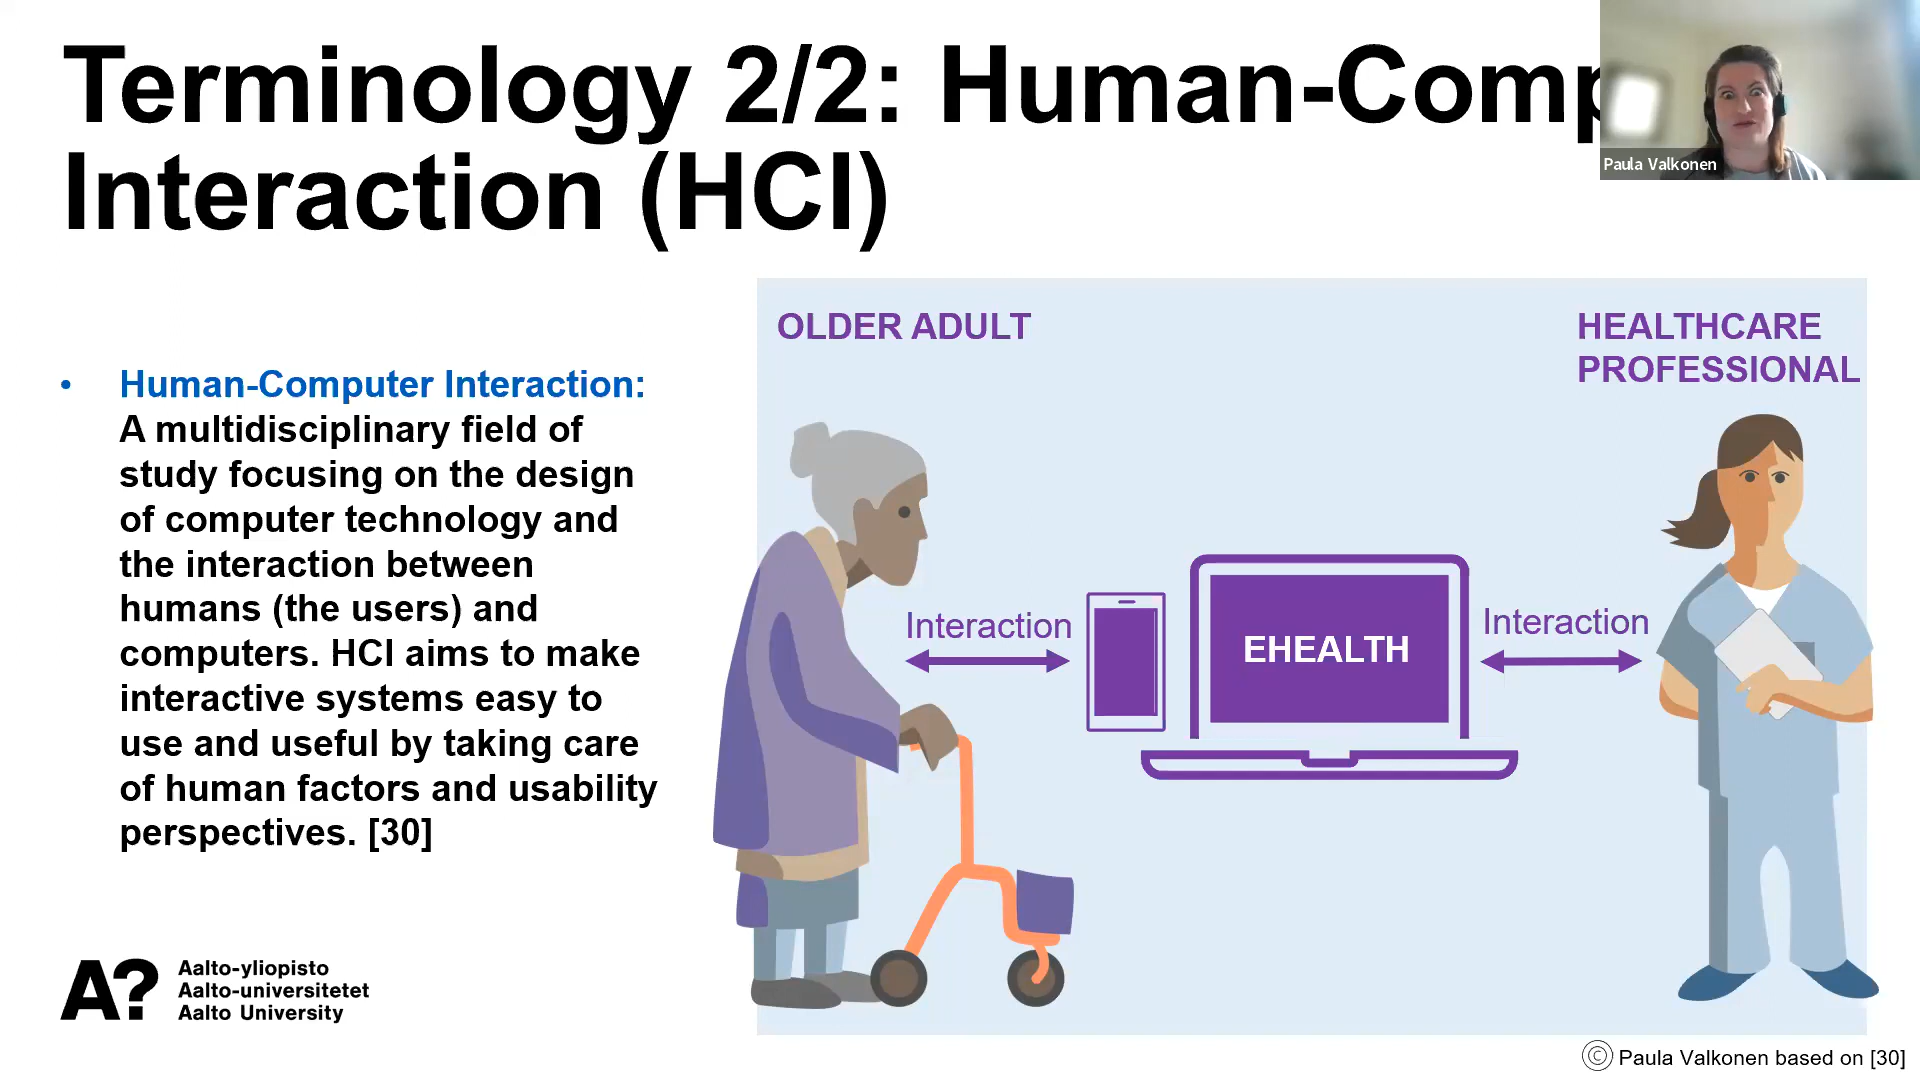 Terminology 2/2: Human-Comp
Interaction (HCI)
Paula Valkonen
• Human-Computer Interaction:
A multidisciplinary field of
study focusing on the design
of computer technology and
the interaction between
humans (the users) and
computers. HCI aims to make
interactive systems easy to
use and useful by taking care
of human factors and usability
perspectives. [30]
OLDER ADULT
HEALTHCARE
PROFESSIONAL
Interaction
EHEALTH
Interaction
A?
Aalto-yliopisto
Aalto-universitetet
Aalto University
© Paula Valkonen based on [30]